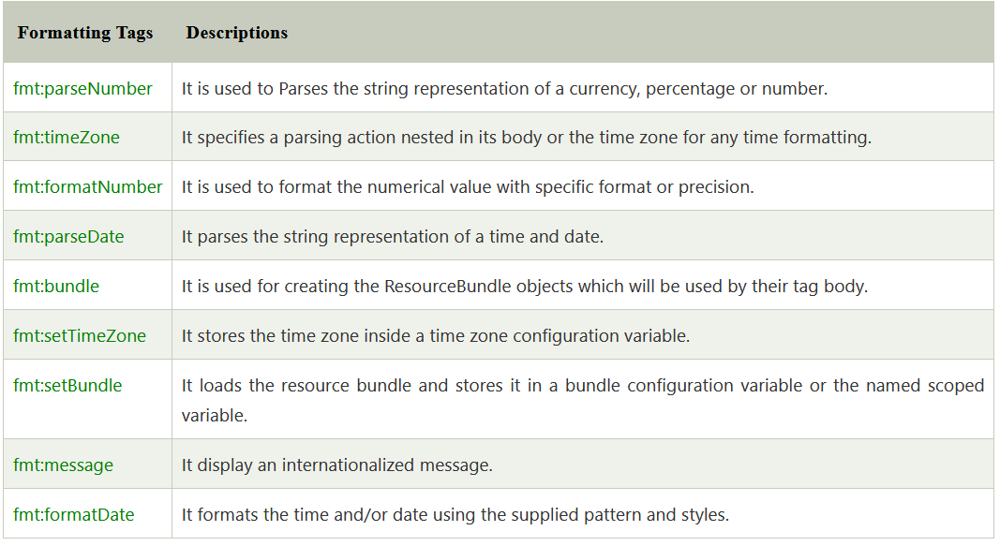 Formatting Tags Descriptions
fmt:parseNumber It is used to Parses the string representation of a currency, percentage or number.
fmt:timeZone It specifies a parsing action nested in its body or the time zone for any time formatting.
fmt:formatNumber It is used to format the numerical value with specific format or precision.
fmt:parseDate It parses the string representation of a time and date.
fmt:bundle It is used for creating the ResourceBundle objects which will be used by their tag body.
fmt:setTimeZone It stores the time zone inside a time zone configuration variable.
fmt:setBundle It loads the resource bundle and stores it in a bundle configuration variable or the named scoped
variable.
fmt:message It display an internationalized message.
fmt:formatDate It formats the time and/or date using the supplied pattern and styles.